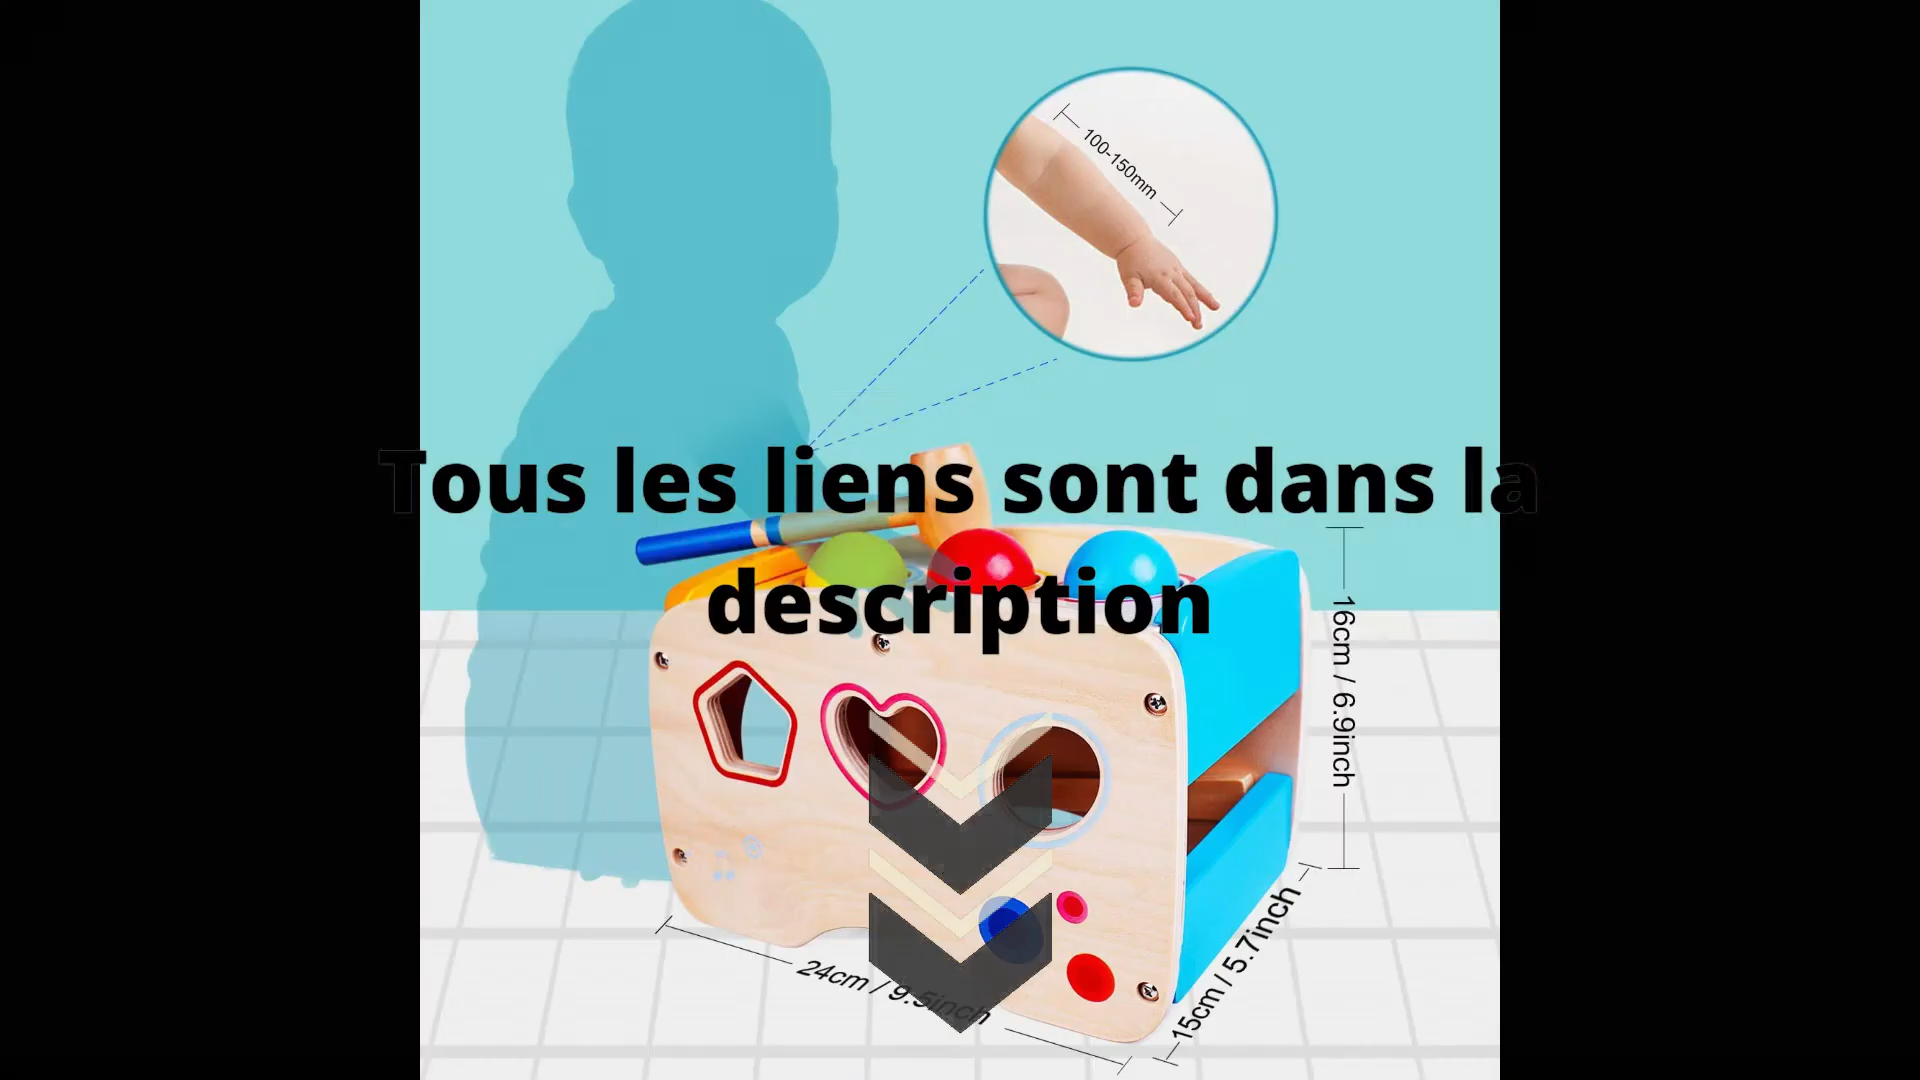 100-150mm
Tous les liens sont dans la
description
16cm / 6.9inch
24cm / 9.5inch
15cm / 5.7inch